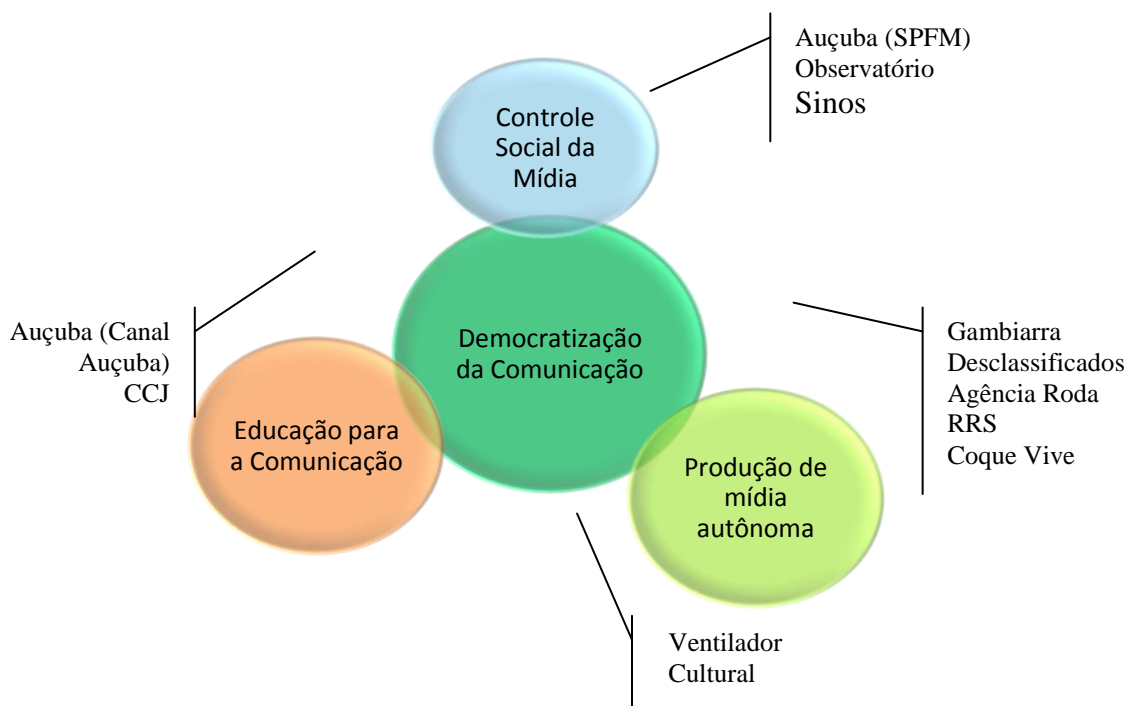 Auçuba (SPFM)
Observatório
Sinos
Controle
Social da
Mídia
Auçuba (Canal
Auçuba)
CCJ
Democratização
da Comunicação
Gambiarra
Desclassificados
Agência Roda
RRS
Coque Vive
Educação para
a Comunicação
Produção de
mídia
autônoma
Ventilador
Cultural